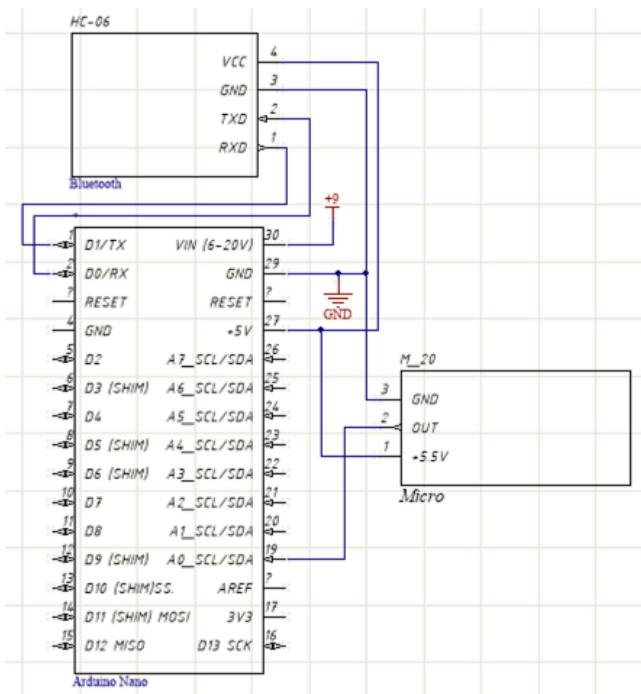 HC-06
VCC 4
GND 3
TXD 2
RXD 1
Bluetooth
+9
1 D1/TX VIN (6-20V) 30
2 D0/RX GND 29
? RESET RESET ?
GND
4 GND +5V 27
5 D2 A7_SCL/SDA 26
6 D3 (SHIM) A6_SCL/SDA 25
7 D4 A5_SCL/SDA 24
8 D5 (SHIM) A4_SCL/SDA 23
9 D6 (SHIM) A3_SCL/SDA 22
10 D7 A2_SCL/SDA 21
11 D8 A1_SCL/SDA 20
12 D9 (SHIM) A0_SCL/SDA 19
13 D10 (SHIM)SS. AREF ?
14 D11 (SHIM) MOSI 3V3 17
15 D12 MISO D13 SCK 16
Arduino Nano
M_20
3 GND
2 OUT
1 +5.5V
Micro